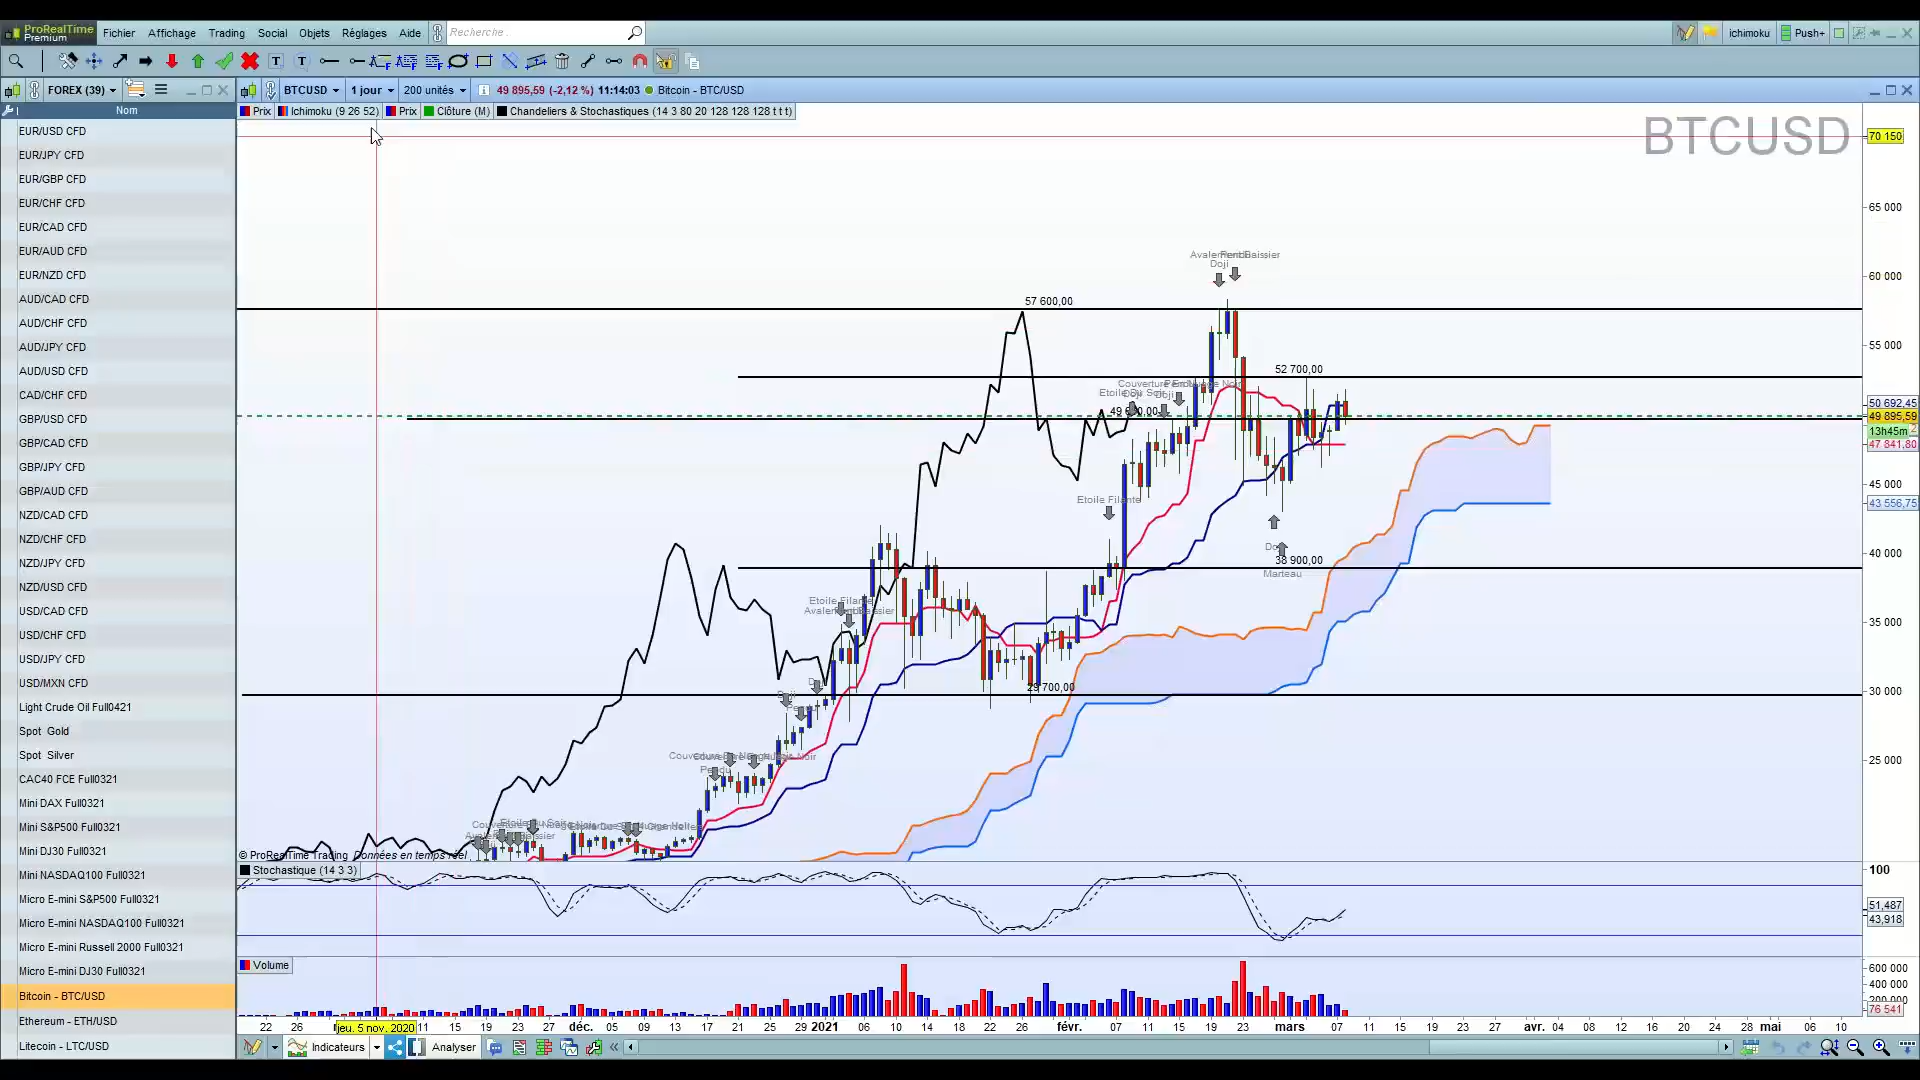 ProRealTime
Premium
Fichier Affichage Trading Social Objets Réglages Aide Recherche... ichimoku Push+
FOREX (39) BTCUSD 1 jour 200 unités 49 895,59 (-2,12 %) 11:14:03 Bitcoin - BTC/USD
Nom
Prix Ichimoku (9 26 52) Prix Clôture (M) Chandeliers & Stochastiques (14 3 80 20 128 128 128 t t t)
EUR/USD CFD
EUR/JPY CFD
EUR/GBP CFD
EUR/CHF CFD
EUR/CAD CFD
EUR/AUD CFD
EUR/NZD CFD
AUD/CAD CFD
AUD/CHF CFD
AUD/JPY CFD
AUD/USD CFD
CAD/CHF CFD
GBP/USD CFD
GBP/CAD CFD
GBP/CHF CFD
GBP/JPY CFD
GBP/AUD CFD
NZD/CAD CFD
NZD/CHF CFD
NZD/JPY CFD
NZD/USD CFD
USD/CAD CFD
USD/CHF CFD
USD/JPY CFD
USD/MXN CFD
Light Crude Oil Full0421
Spot Gold
Spot Silver
CAC40 FCE Full0321
Mini DAX Full0321
Mini S&P500 Full0321
Mini DJ30 Full0321
Mini NASDAQ100 Full0321
Micro E-mini S&P500 Full0321
Micro E-mini NASDAQ100 Full0321
Micro E-mini Russell 2000 Full0321
Micro E-mini DJ30 Full0321
Bitcoin - BTC/USD
Ethereum - ETH/USD
Litecoin - LTC/USD
BTCUSD
70 150
65 000
60 000
55 000
50 692,45
49 895,59
13h45m
47 841,80
45 000
43 556,75
40 000
35 000
30 000
25 000
Doji
57 600,00
52 700,00
Etoile Filante
38 900,00
Marteau
Etoile Filante
29 700,00
© ProRealTime Trading Données en temps réel
Stochastique (14 3 3)
100
51,487
43,918
Volume
600 000
400 000
76 541
22 26 jeu. 5 nov. 2020 11 15 19 23 27 déc. 05 09 13 17 21 25 29 2021 06 10 14 18 22 26 févr. 07 11 15 19 23 mars 07 11 15 19 23 27 avr. 04 08 12 16 20 24 28 mai 06 10
Indicateurs Analyser